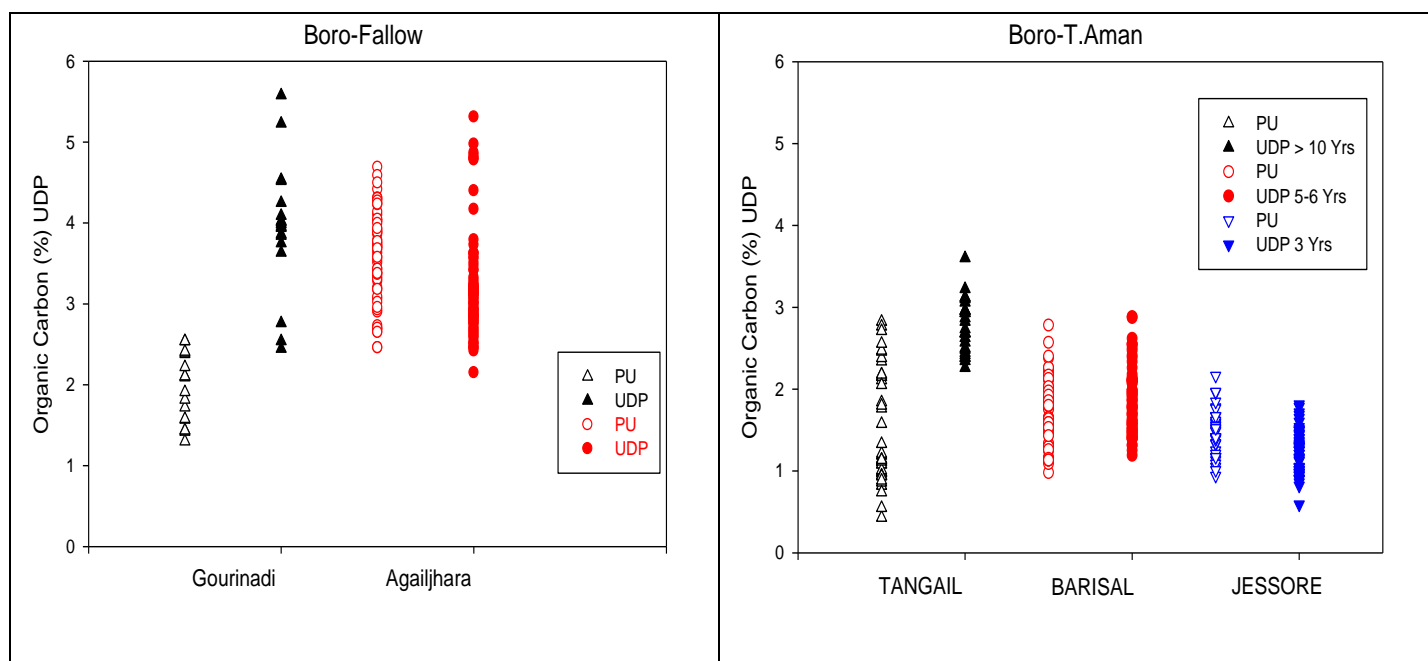 Boro-Fallow
Organic Carbon (%) UDP
6
5
4
3
2
1
0
PU
UDP
PU
UDP
Gourinadi
Agailjhara
Boro-T.Aman
Organic Carbon (%) UDP
6
5
4
3
2
1
0
PU
UDP > 10 Yrs
PU
UDP 5-6 Yrs
PU
UDP 3 Yrs
TANGAIL
BARISAL
JESSORE